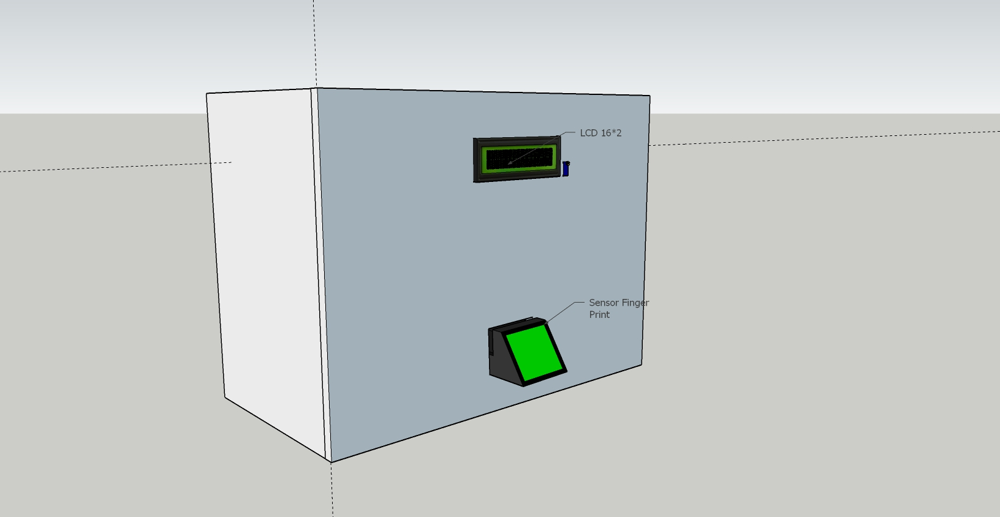 LCD 16*2
Sensor Finger
Print